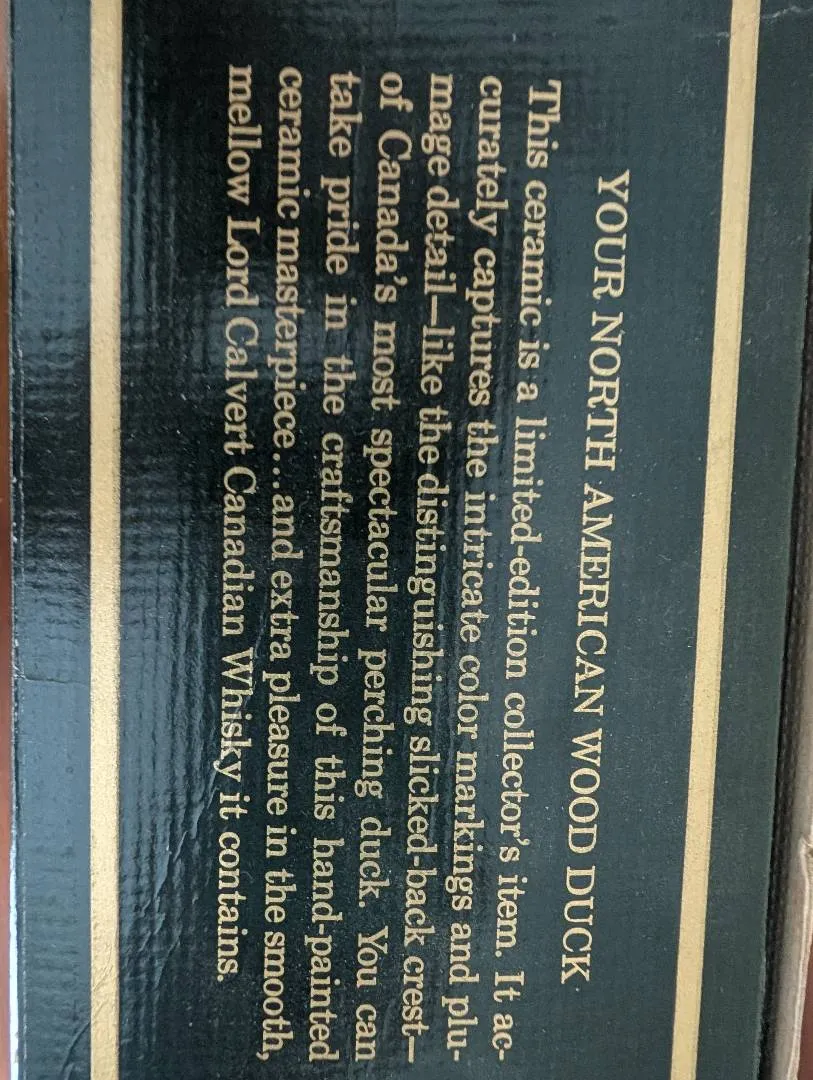 YOUR NORTH AMERICAN WOOD DUCK
This ceramic is a limited-edition collector's item. It ac-
curately captures the intricate color markings and plu-
mage detail—like the distinguishing slicked-back crest—
of Canada's most spectacular perching duck. You can
take pride in the craftsmanship of this hand-painted
ceramic masterpiece...and extra pleasure in the smooth,
mellow Lord Calvert Canadian Whisky it contains.